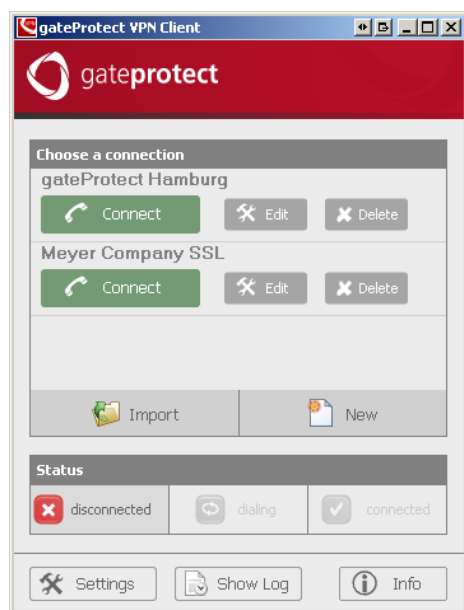 gateProtect VPN Client
gateprotect
Choose a connection
gateProtect Hamburg
Connect Edit Delete
Meyer Company SSL
Connect Edit Delete
Import New
Status
disconnected dialing connected
Settings Show Log Info